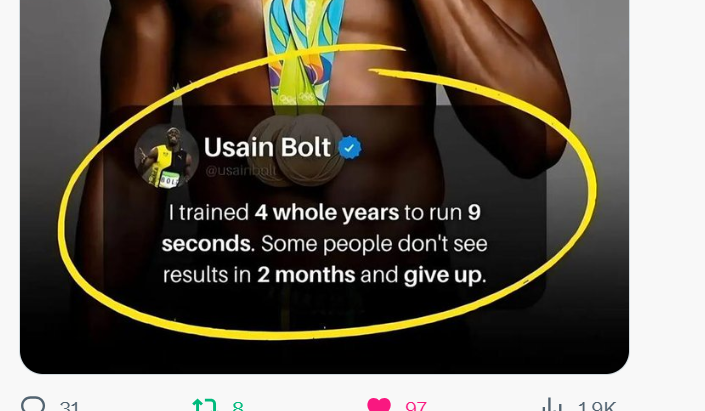 Usain Bolt
@usainbolt
I trained 4 whole years to run 9
seconds. Some people don't see
results in 2 months and give up.
31
8
97
1.9K